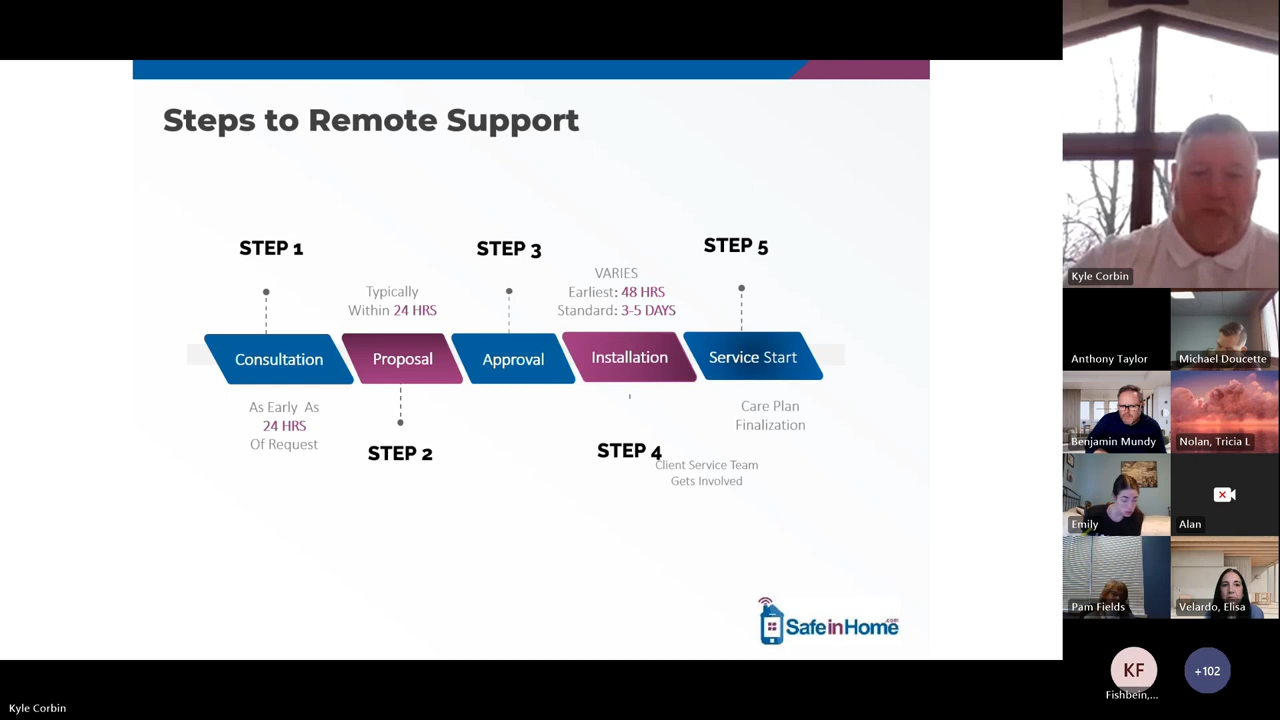 Steps to Remote Support
STEP 1
STEP 3
STEP 5
Typically
Within 24 HRS
VARIES
Earliest: 48 HRS
Standard: 3-5 DAYS
Consultation
Proposal
Approval
Installation
Service Start
As Early As
24 HRS
Of Request
STEP 2
STEP 4
Care Plan
Finalization
Client Service Team
Gets Involved
SafeinHome
.com
Kyle Corbin
Anthony Taylor
Michael Doucette
Benjamin Mundy
Nolan, Tricia L
Emily
Alan
Pam Fields
Velardo, Elisa
KF
Fishbein,...
+102
Kyle Corbin